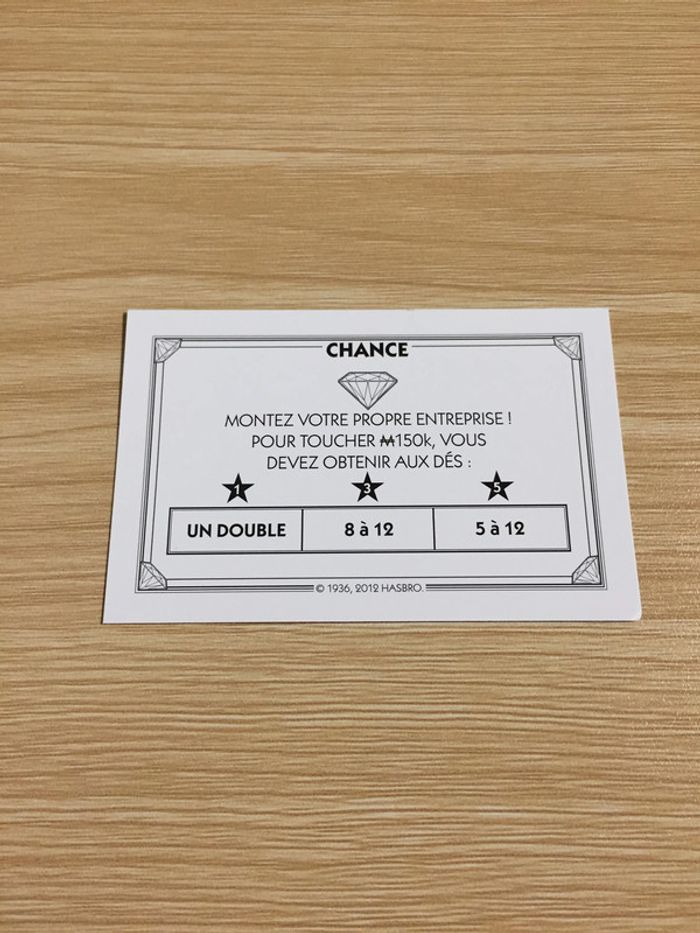 CHANCE
MONTEZ VOTRE PROPRE ENTREPRISE !
POUR TOUCHER ₩150k, VOUS
DEVEZ OBTENIR AUX DÉS :
1 3 5
UN DOUBLE 8 à 12 5 à 12
© 1936, 2012 HASBRO.